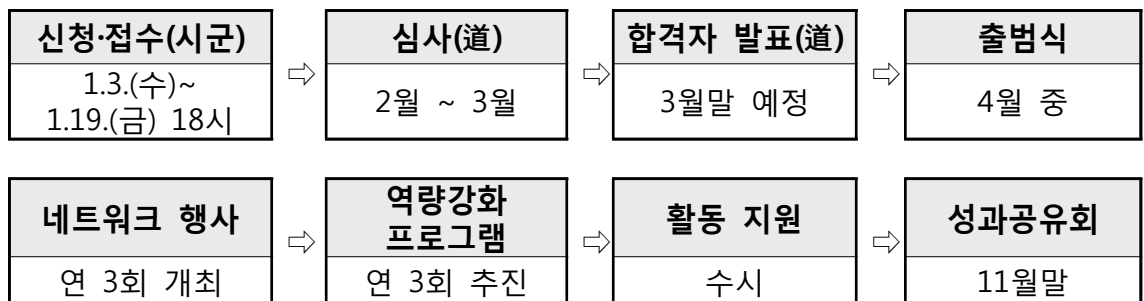 신청·접수(시군)
1.3.(수)~
1.19.(금) 18시
⇨
심사(道)
2월 ~ 3월
⇨
합격자 발표(道)
3월말 예정
⇨
출범식
4월 중
네트워크 행사
연 3회 개최
⇨
역량강화
프로그램
연 3회 추진
⇨
활동 지원
수시
⇨
성과공유회
11월말